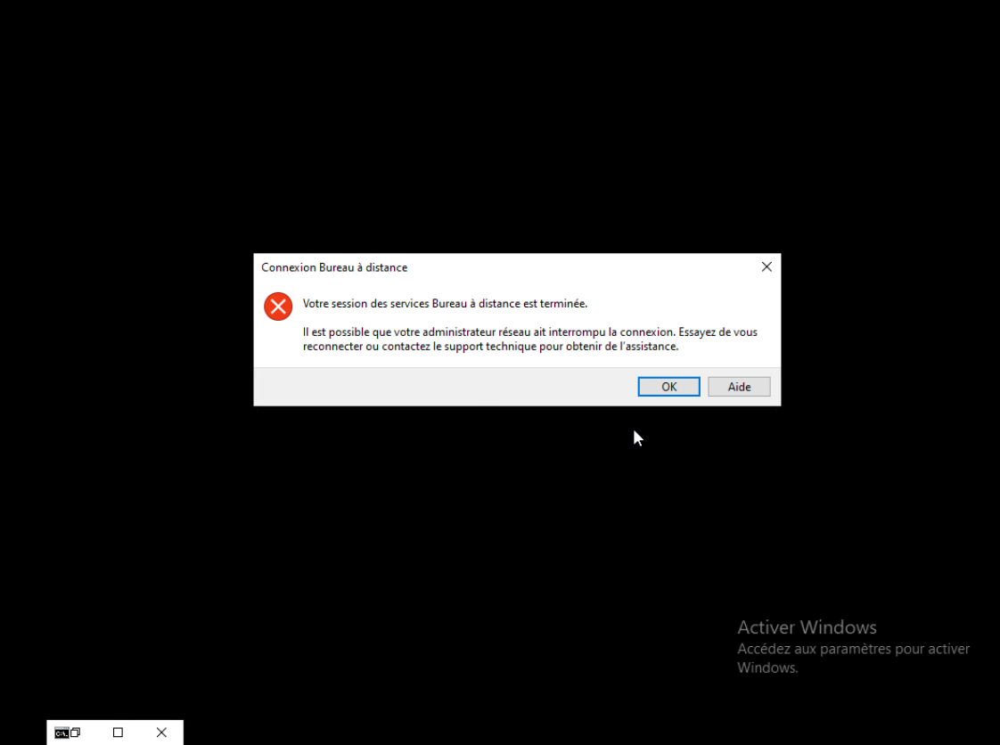 Connexion Bureau à distance
Votre session des services Bureau à distance est terminée.
Il est possible que votre administrateur réseau ait interrompu la connexion. Essayez de vous
reconnecter ou contactez le support technique pour obtenir de l'assistance.
OK
Aide
Activer Windows
Accédez aux paramètres pour activer
Windows.